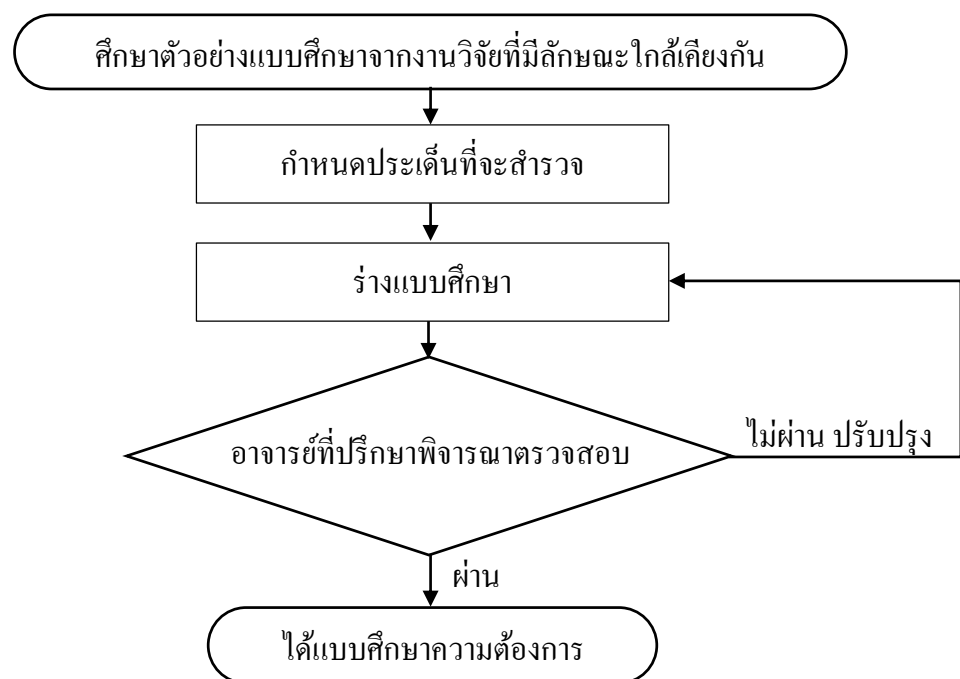 ศึกษาตัวอย่างแบบศึกษาจากงานวิจัยที่มีลักษณะใกล้เคียงกัน
กำหนดประเด็นที่จะสำรวจ
ร่างแบบศึกษา
อาจารย์ที่ปรึกษาพิจารณาตรวจสอบ
ไม่ผ่าน ปรับปรุง
ผ่าน
ได้แบบศึกษาความต้องการ